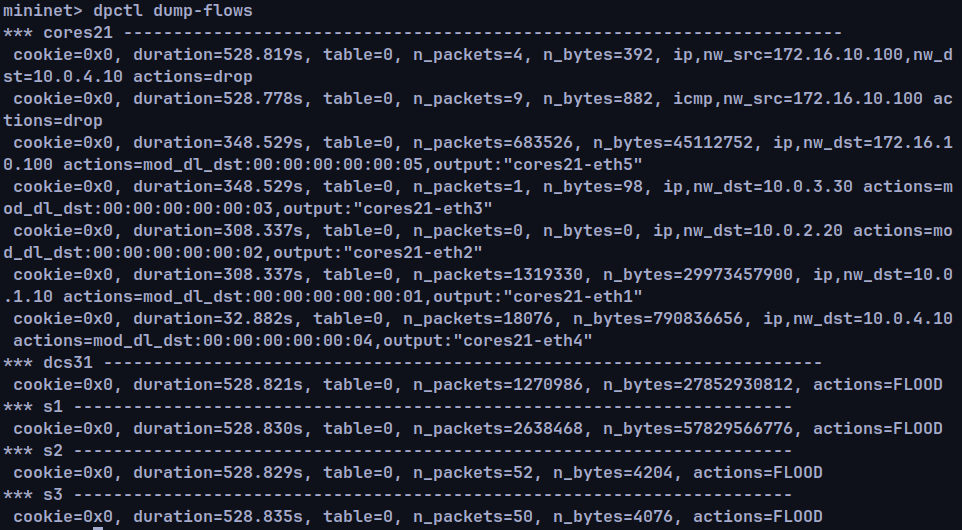 mininet> dpctl dump-flows
*** cores21 ------------------------------------------------------------------------
 cookie=0x0, duration=528.819s, table=0, n_packets=4, n_bytes=392, ip,nw_src=172.16.10.100,nw_d
st=10.0.4.10 actions=drop
 cookie=0x0, duration=528.778s, table=0, n_packets=9, n_bytes=882, icmp,nw_src=172.16.10.100 ac
tions=drop
 cookie=0x0, duration=348.529s, table=0, n_packets=683526, n_bytes=45112752, ip,nw_dst=172.16.1
0.100 actions=mod_dl_dst:00:00:00:00:00:05,output:"cores21-eth5"
 cookie=0x0, duration=348.529s, table=0, n_packets=1, n_bytes=98, ip,nw_dst=10.0.3.30 actions=m
od_dl_dst:00:00:00:00:00:03,output:"cores21-eth3"
 cookie=0x0, duration=308.337s, table=0, n_packets=0, n_bytes=0, ip,nw_dst=10.0.2.20 actions=mo
d_dl_dst:00:00:00:00:00:02,output:"cores21-eth2"
 cookie=0x0, duration=308.337s, table=0, n_packets=1319330, n_bytes=29973457900, ip,nw_dst=10.0
.1.10 actions=mod_dl_dst:00:00:00:00:00:01,output:"cores21-eth1"
 cookie=0x0, duration=32.882s, table=0, n_packets=18076, n_bytes=790836656, ip,nw_dst=10.0.4.10
 actions=mod_dl_dst:00:00:00:00:00:04,output:"cores21-eth4"
*** dcs31 ------------------------------------------------------------------------
 cookie=0x0, duration=528.821s, table=0, n_packets=1270986, n_bytes=27852930812, actions=FLOOD
*** s1 ------------------------------------------------------------------------
 cookie=0x0, duration=528.830s, table=0, n_packets=2638468, n_bytes=57829566776, actions=FLOOD
*** s2 ------------------------------------------------------------------------
 cookie=0x0, duration=528.829s, table=0, n_packets=52, n_bytes=4204, actions=FLOOD
*** s3 ------------------------------------------------------------------------
 cookie=0x0, duration=528.835s, table=0, n_packets=50, n_bytes=4076, actions=FLOOD